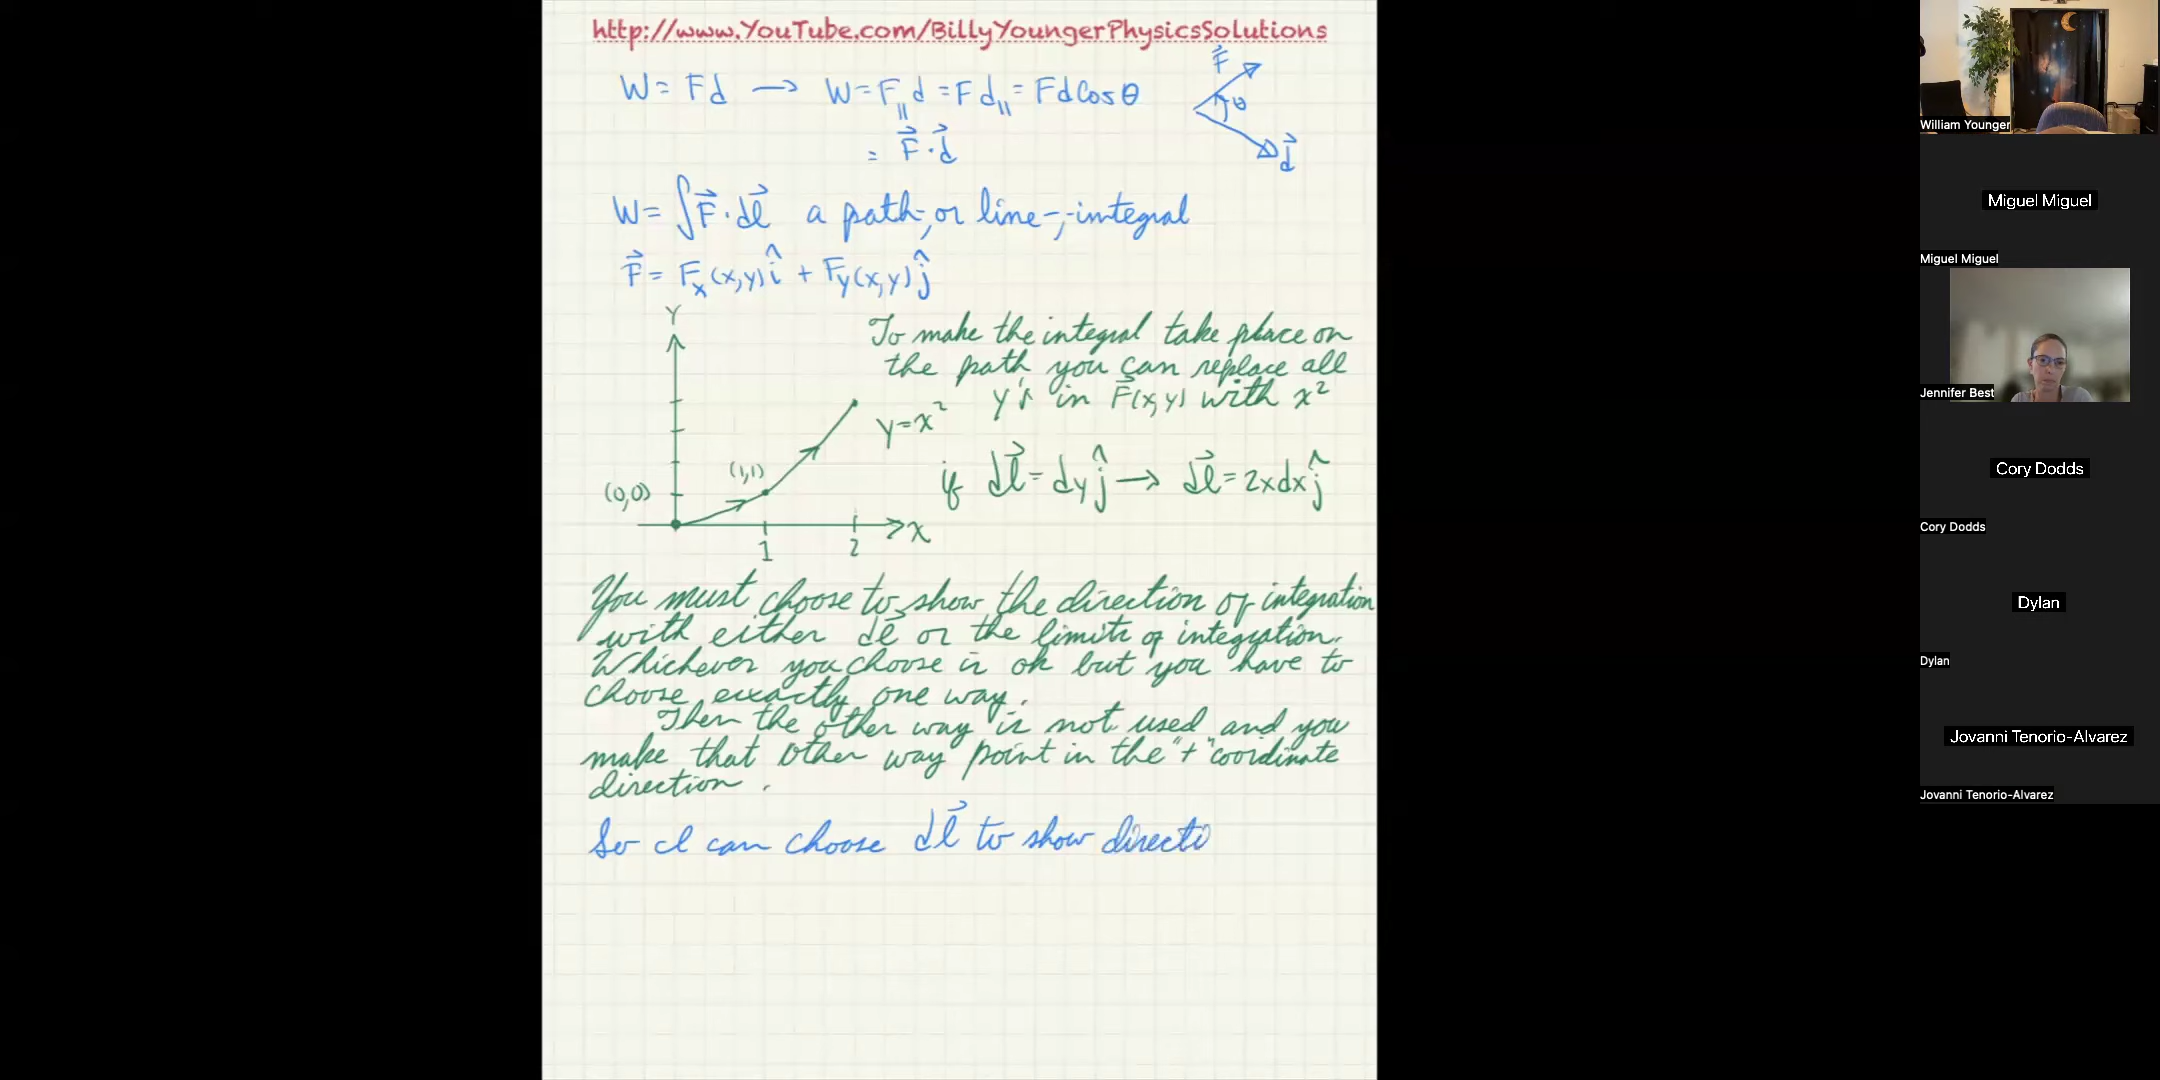 http://www.YouTube.com/BillyYoungerPhysicsSolutions
W = Fd → W = F∥ d = F d∥ = Fd Cos θ
= F⃗ · d⃗
F⃗
θ
d⃗
W = ∫ F⃗ · dl⃗ a path-, or line-, -integral
F⃗ = Fx(x,y) î + Fy(x,y) ĵ
To make the integral take place on
the path you can replace all
y's in F⃗(x,y) with x²
Y
y = x²
(1,1)
(0,0)
1
2
x
if dl⃗ = dy ĵ → dl⃗ = 2x dx ĵ
You must choose to show the direction of integration
with either dl⃗ or the limits of integration.
Whichever you choose is ok but you have to
choose exactly one way.
Then the other way is not used and you
make that other way point in the "+" coordinate
direction.
So I can choose dl⃗ to show directi
William Younger
Miguel Miguel
Miguel Miguel
Jennifer Best
Cory Dodds
Cory Dodds
Dylan
Dylan
Jovanni Tenorio-Alvarez
Jovanni Tenorio-Alvarez